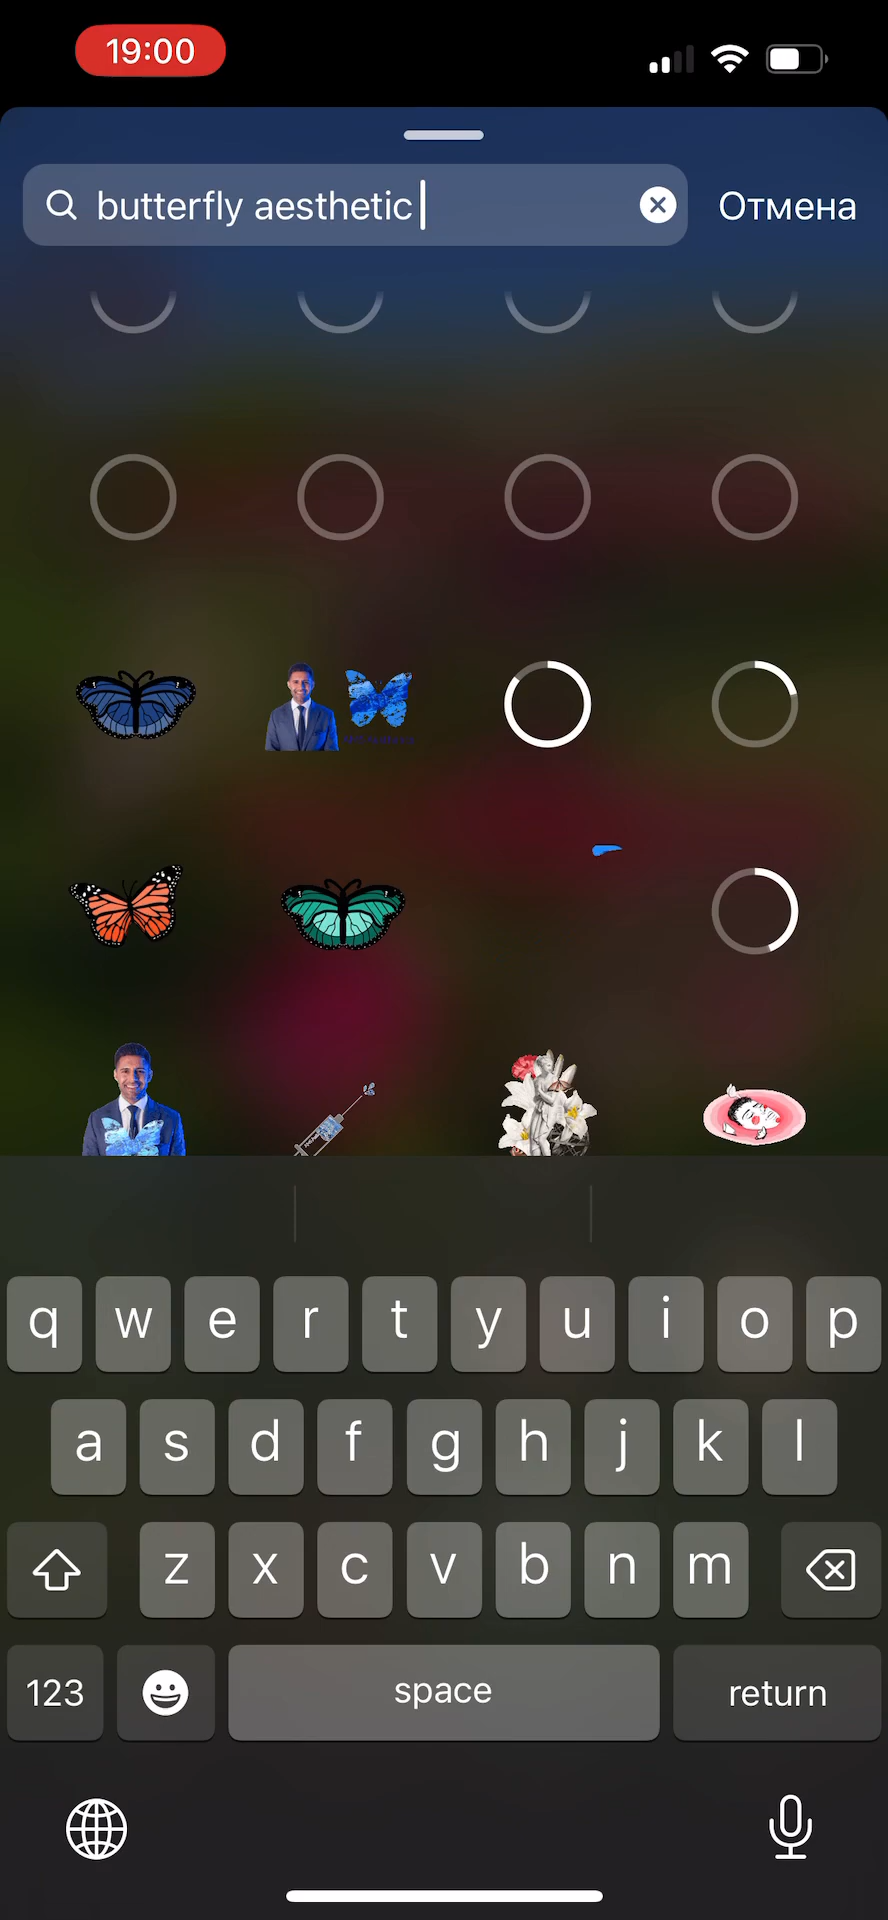 19:00
butterfly aesthetic
Отмена
q w e r t y u i o p
a s d f g h j k l
z x c v b n m
123 space return